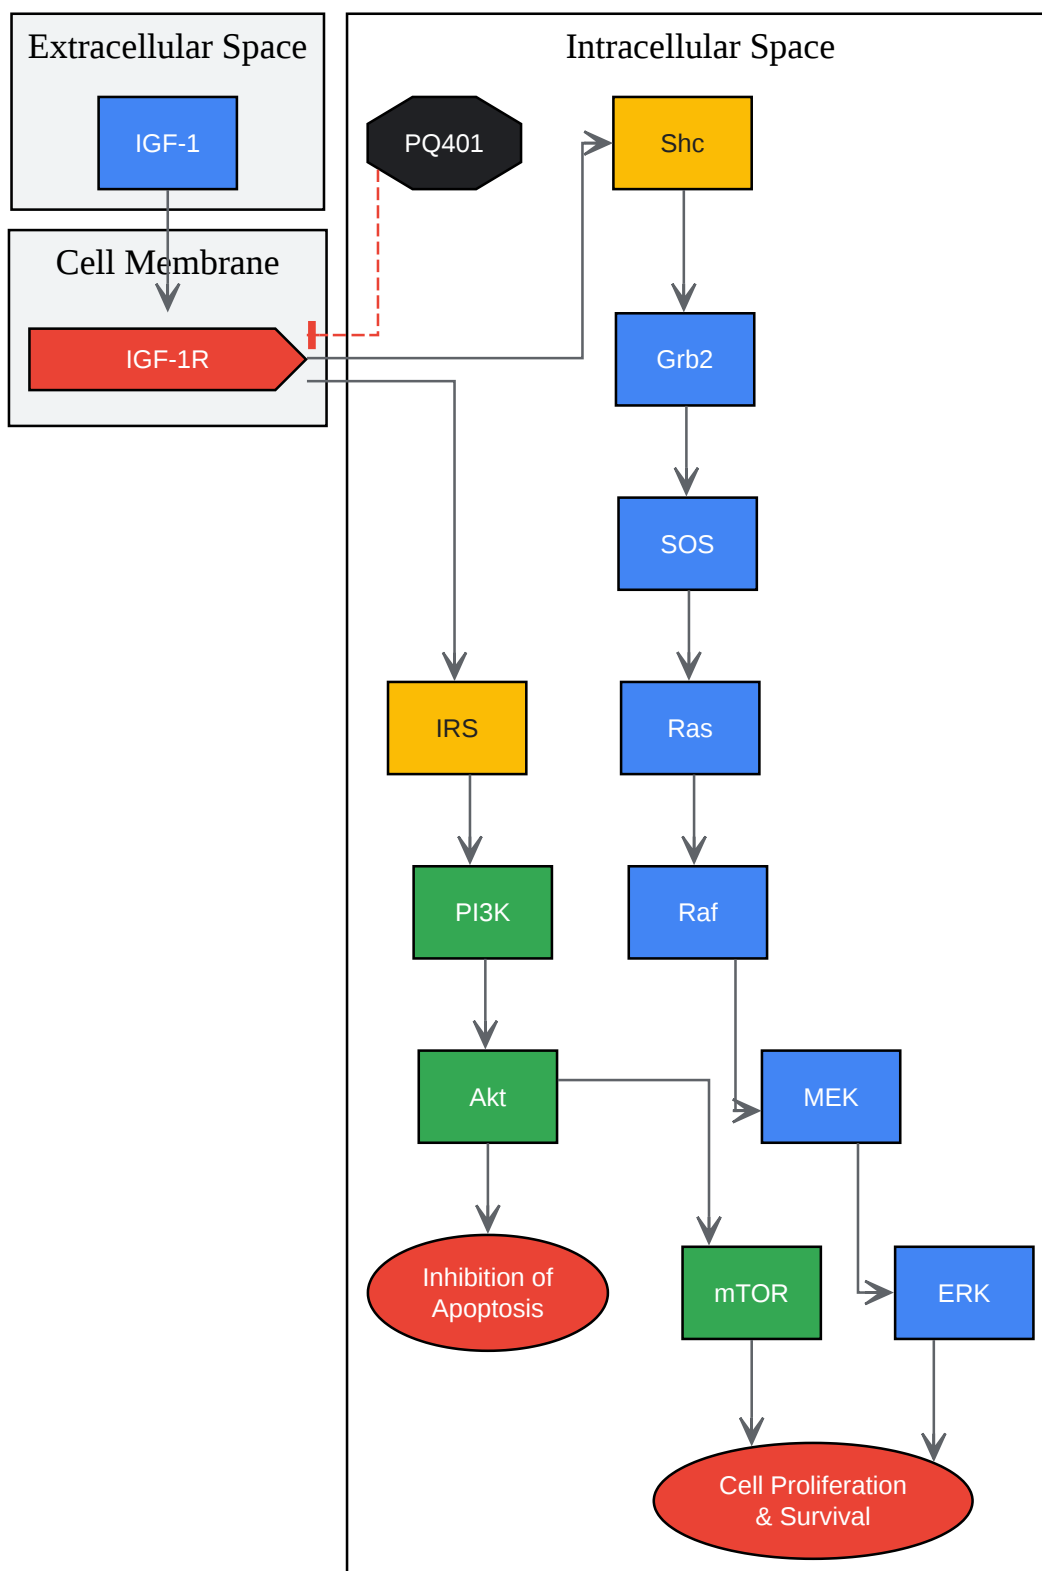 Extracellular Space
Intracellular Space
IGF-1
PQ401
Shc
Cell Membrane
IGF-1R
Grb2
SOS
IRS
Ras
PI3K
Raf
Akt
MEK
Inhibition of
Apoptosis
mTOR
ERK
Cell Proliferation
& Survival